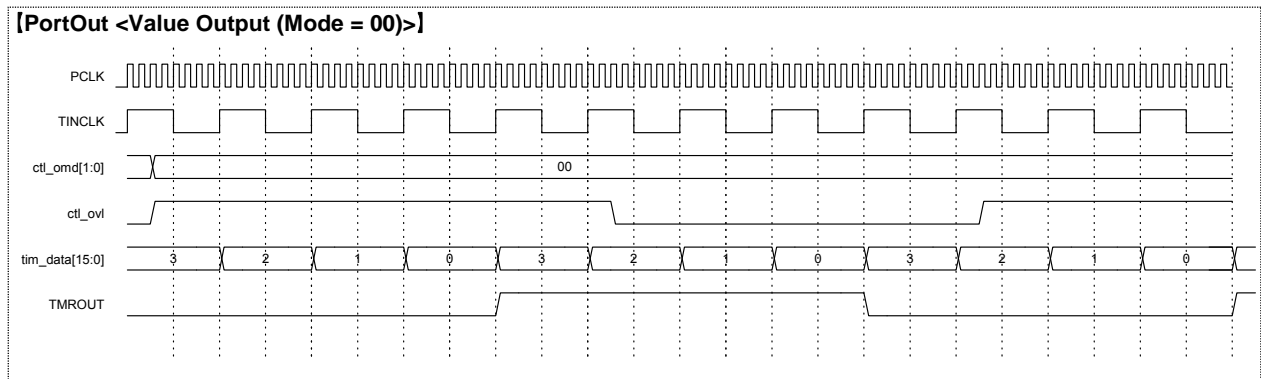 【PortOut <Value Output (Mode = 00)>】
PCLK
TINCLK
ctl_omd[1:0] 00
ctl_ovl
tim_data[15:0] 3 2 1 0 3 2 1 0 3 2 1 0
TMROUT